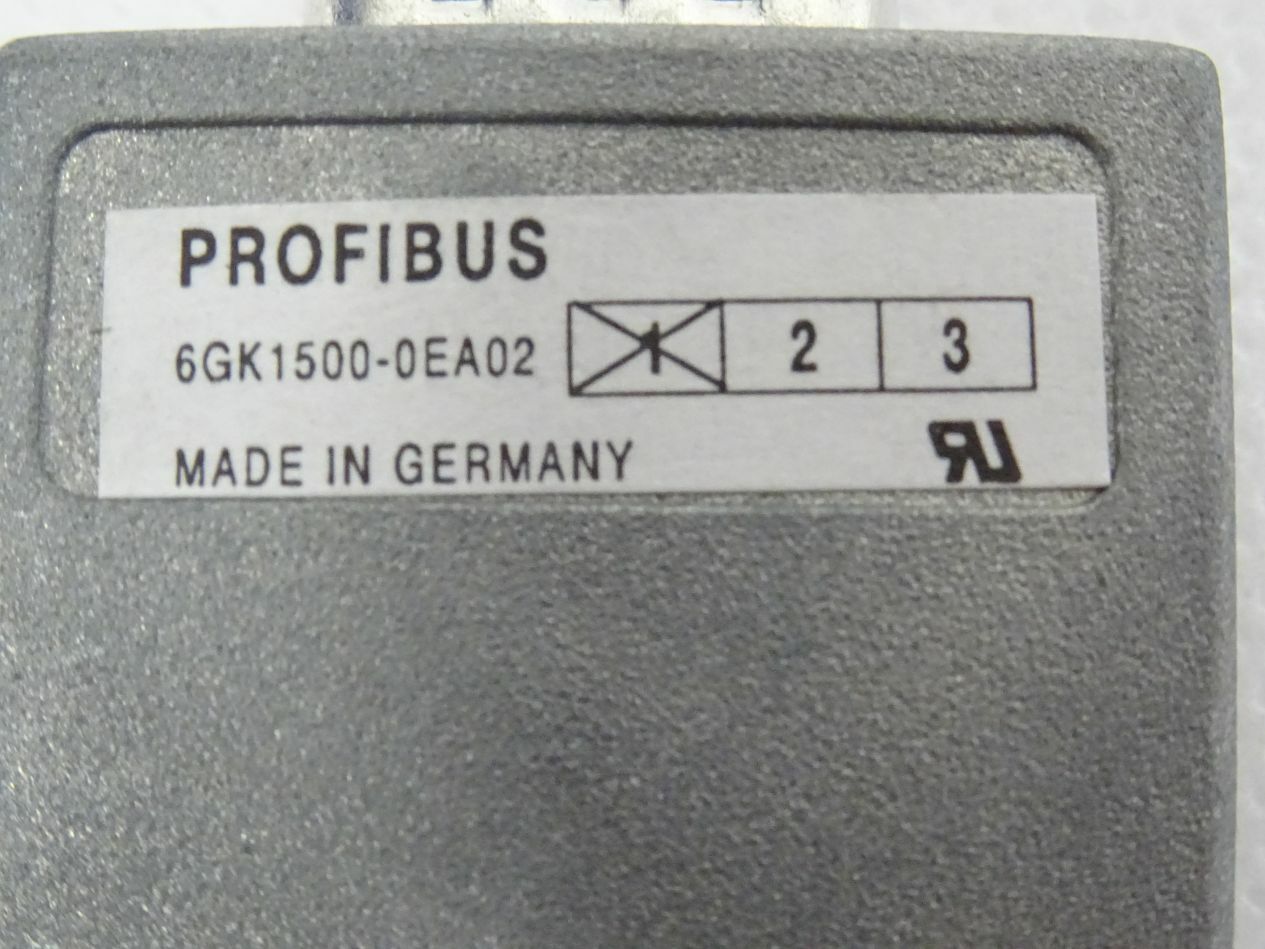 PROFIBUS
6GK1500-0EA02 1 2 3
MADE IN GERMANY